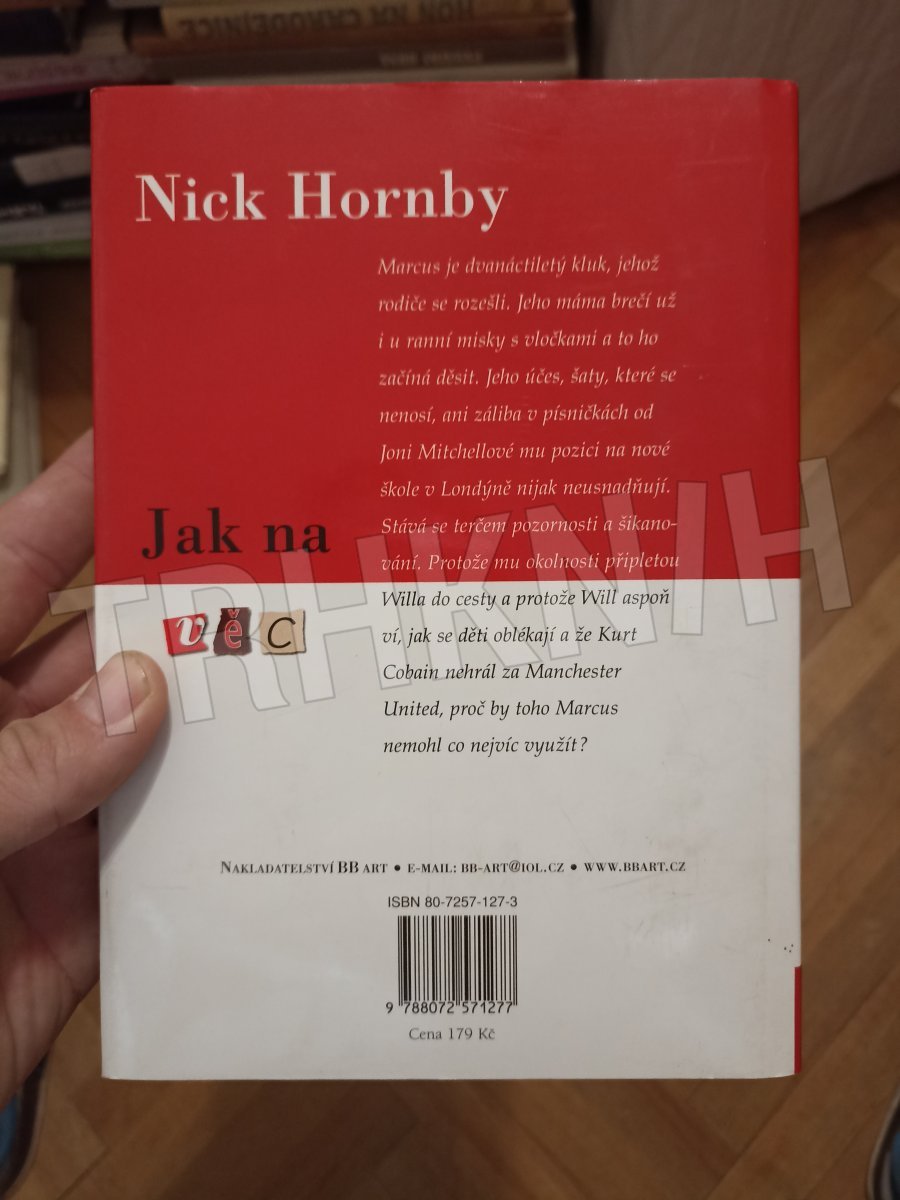 HON NA ČARODĚJNICE
Nick Hornby
Marcus je dvanáctiletý kluk, jehož
rodiče se rozešli. Jeho máma brečí už
i u ranní misky s vločkami a to ho
začíná děsit. Jeho účes, šaty, které se
nenosí, ani záliba v písničkách od
Joni Mitchellové mu pozici na nové
škole v Londýně nijak neusnadňují.
Stává se terčem pozornosti a šikano-
vání. Protože mu okolnosti připletou
Willa do cesty a protože Will aspoň
ví, jak se děti oblékají a že Kurt
Cobain nehrál za Manchester
United, proč by toho Marcus
nemohl co nejvíc využít?
Jak na
věc
TRHKNIH
NAKLADATELSTVÍ BB ART • E-MAIL: BB-ART@IOL.CZ • WWW.BBART.CZ
ISBN 80-7257-127-3
9 788072 571277
Cena 179 Kč